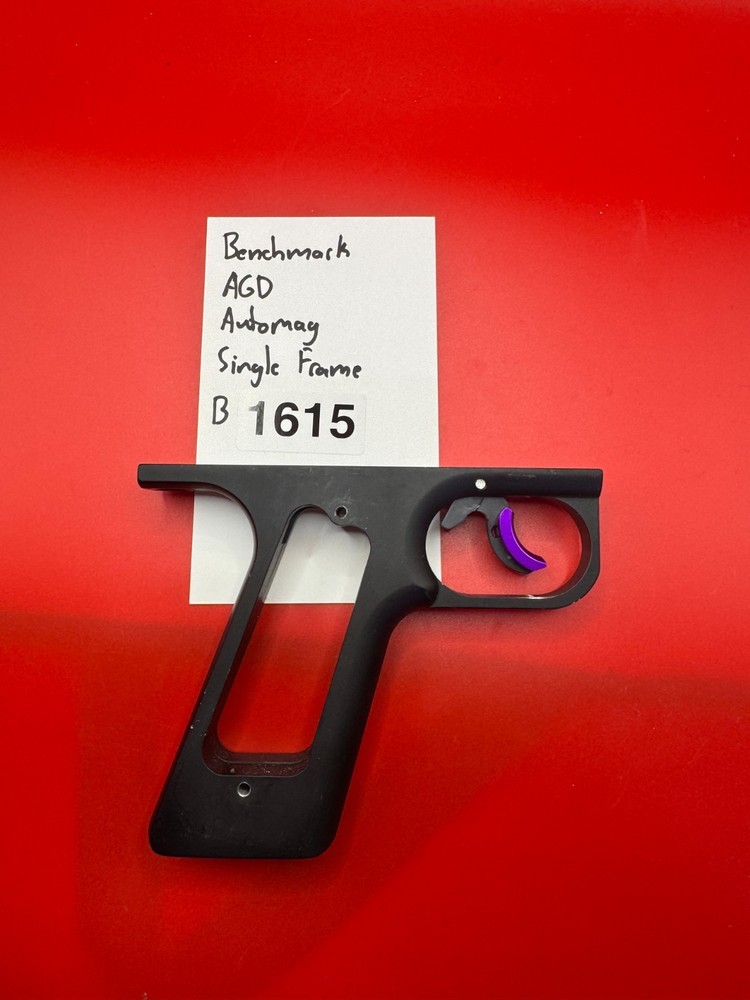 Benchmark
AGD
Automag
Single Frame
B 1615